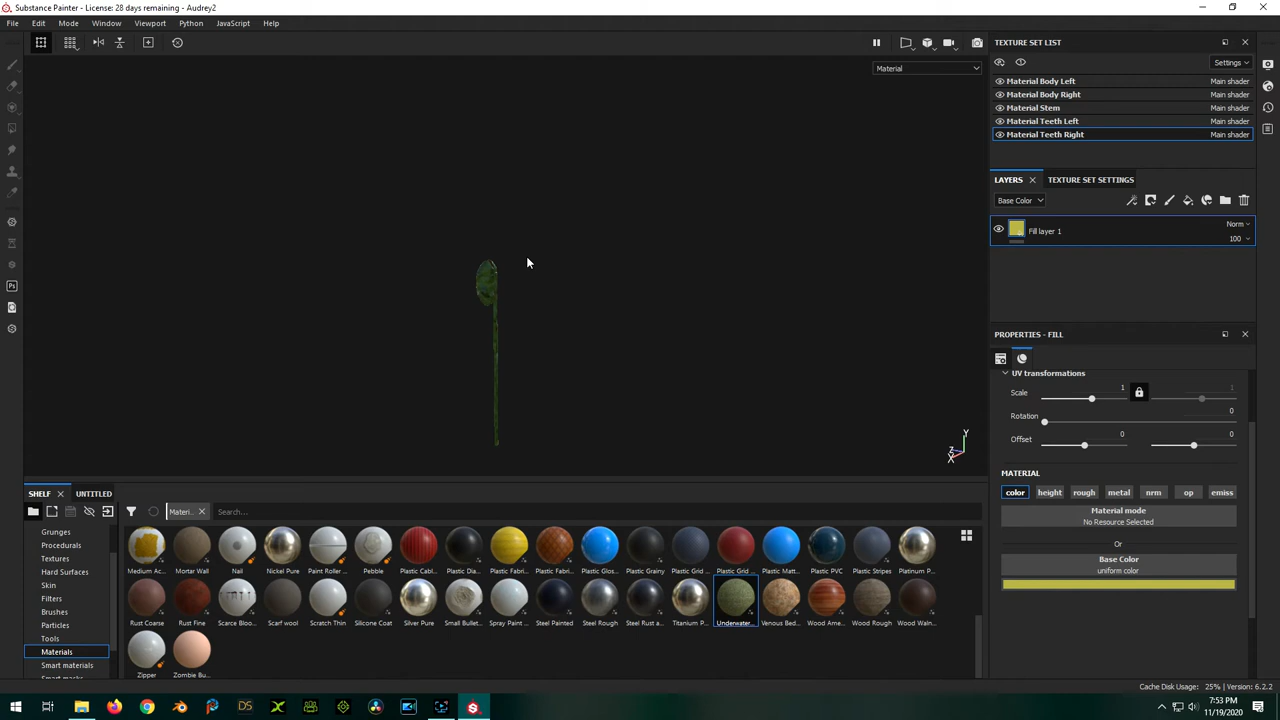 Substance Painter - License: 28 days remaining - Audrey2
File Edit Mode Window Viewport Python JavaScript Help
Material
TEXTURE SET LIST
Settings
Material Body Left Main shader
Material Body Right Main shader
Material Stem Main shader
Material Teeth Left Main shader
Material Teeth Right Main shader
LAYERS TEXTURE SET SETTINGS
Base Color
Fill layer 1 Norm
100
PROPERTIES - FILL
UV transformations
Scale 1 1
Rotation 0
Offset 0 0
MATERIAL
color height rough metal nrm op emiss
Material mode
No Resource Selected
Or
Base Color
uniform color
Y
Z
X
SHELF UNTITLED
Materi... Search...
Grunges
Procedurals
Textures
Hard Surfaces
Skin
Filters
Brushes
Particles
Tools
Materials
Smart materials
Medium Ac... Mortar Wall Nail Nickel Pure Paint Roller ... Pebble Plastic Cabl... Plastic Dia... Plastic Fabri... Plastic Fabri... Plastic Glos... Plastic Grainy Plastic Grid ... Plastic Grid ... Plastic Matt... Plastic PVC Plastic Stripes Platinum P...
Rust Coarse Rust Fine Scarce Bloo... Scarf wool Scratch Thin Silicone Coat Silver Pure Small Bullet... Spray Paint ... Steel Painted Steel Rough Steel Rust a... Titanium P... Underwater... Venous Bed... Wood Ame... Wood Rough Wood Waln...
Zipper Zombie Bu...
Cache Disk Usage: 25% | Version: 6.2.2
Ps
DS
7:53 PM
11/19/2020